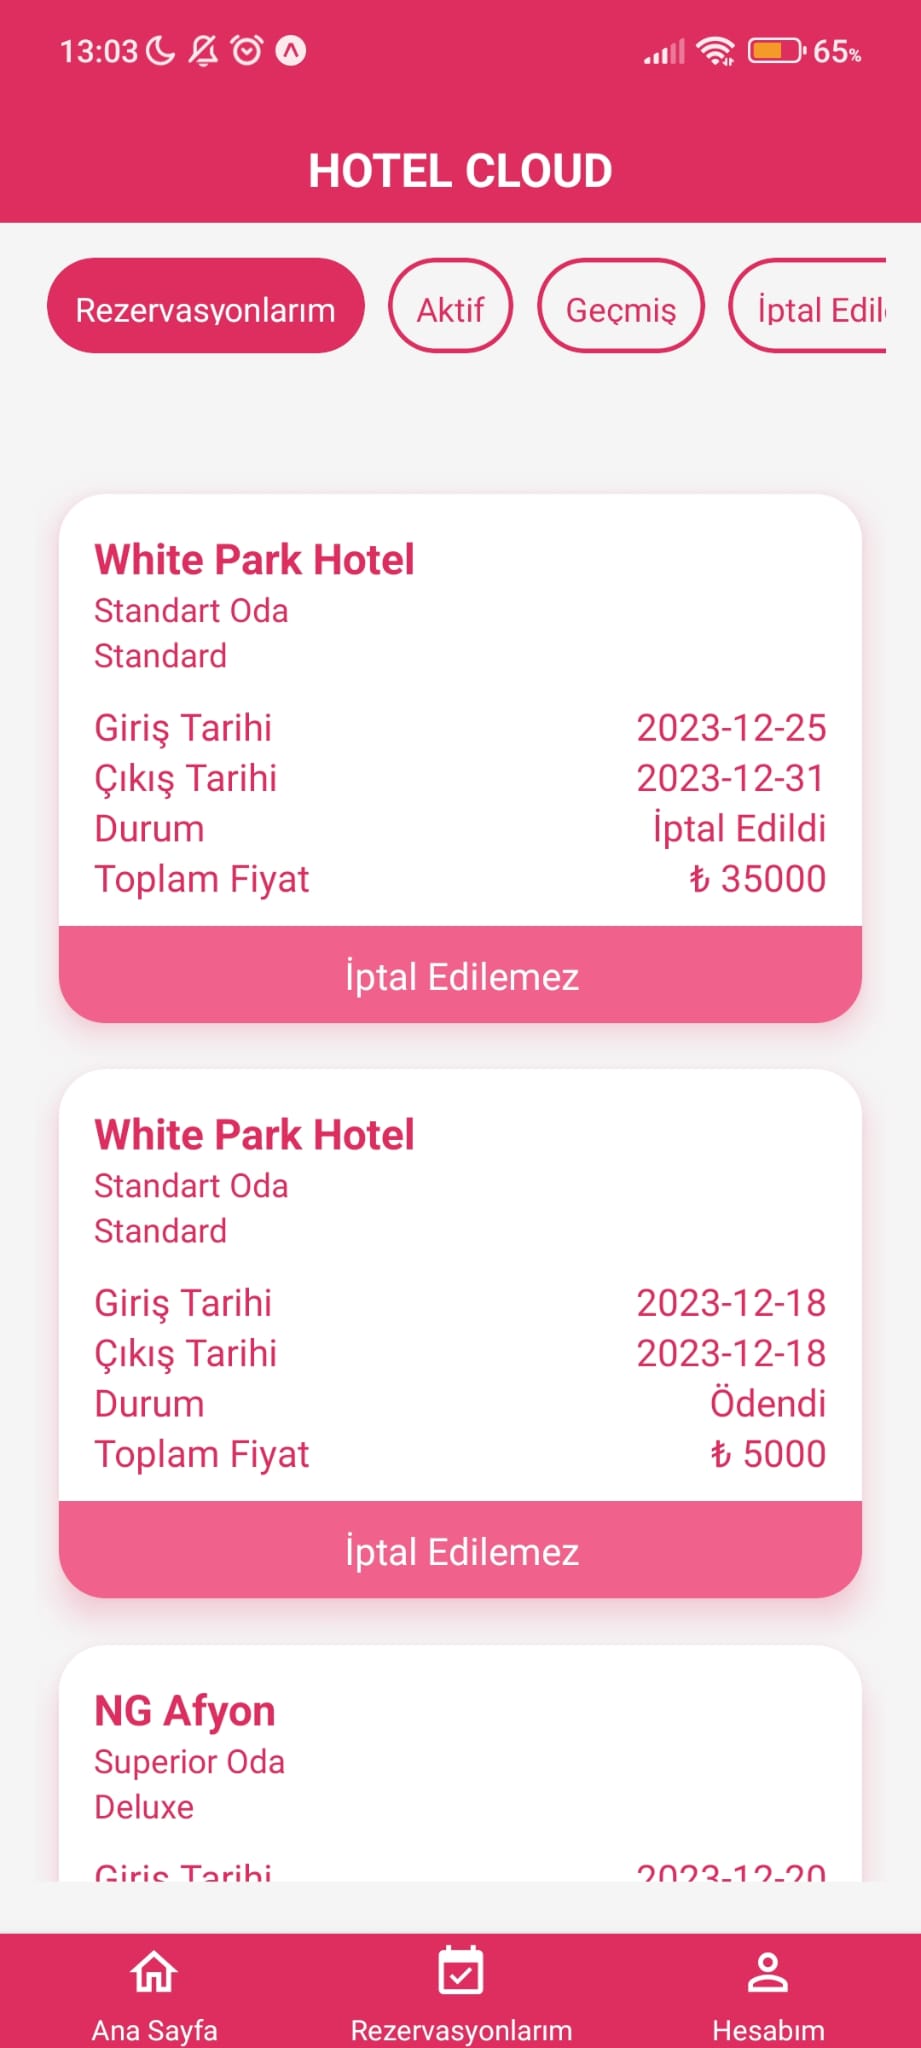 13:03 65%
HOTEL CLOUD
Rezervasyonlarım Aktif Geçmiş İptal Edil
White Park Hotel
Standart Oda
Standard
Giriş Tarihi 2023-12-25
Çıkış Tarihi 2023-12-31
Durum İptal Edildi
Toplam Fiyat ₺ 35000
İptal Edilemez
White Park Hotel
Standart Oda
Standard
Giriş Tarihi 2023-12-18
Çıkış Tarihi 2023-12-18
Durum Ödendi
Toplam Fiyat ₺ 5000
İptal Edilemez
NG Afyon
Superior Oda
Deluxe
Giriş Tarihi 2023-12-20
Ana Sayfa Rezervasyonlarım Hesabım